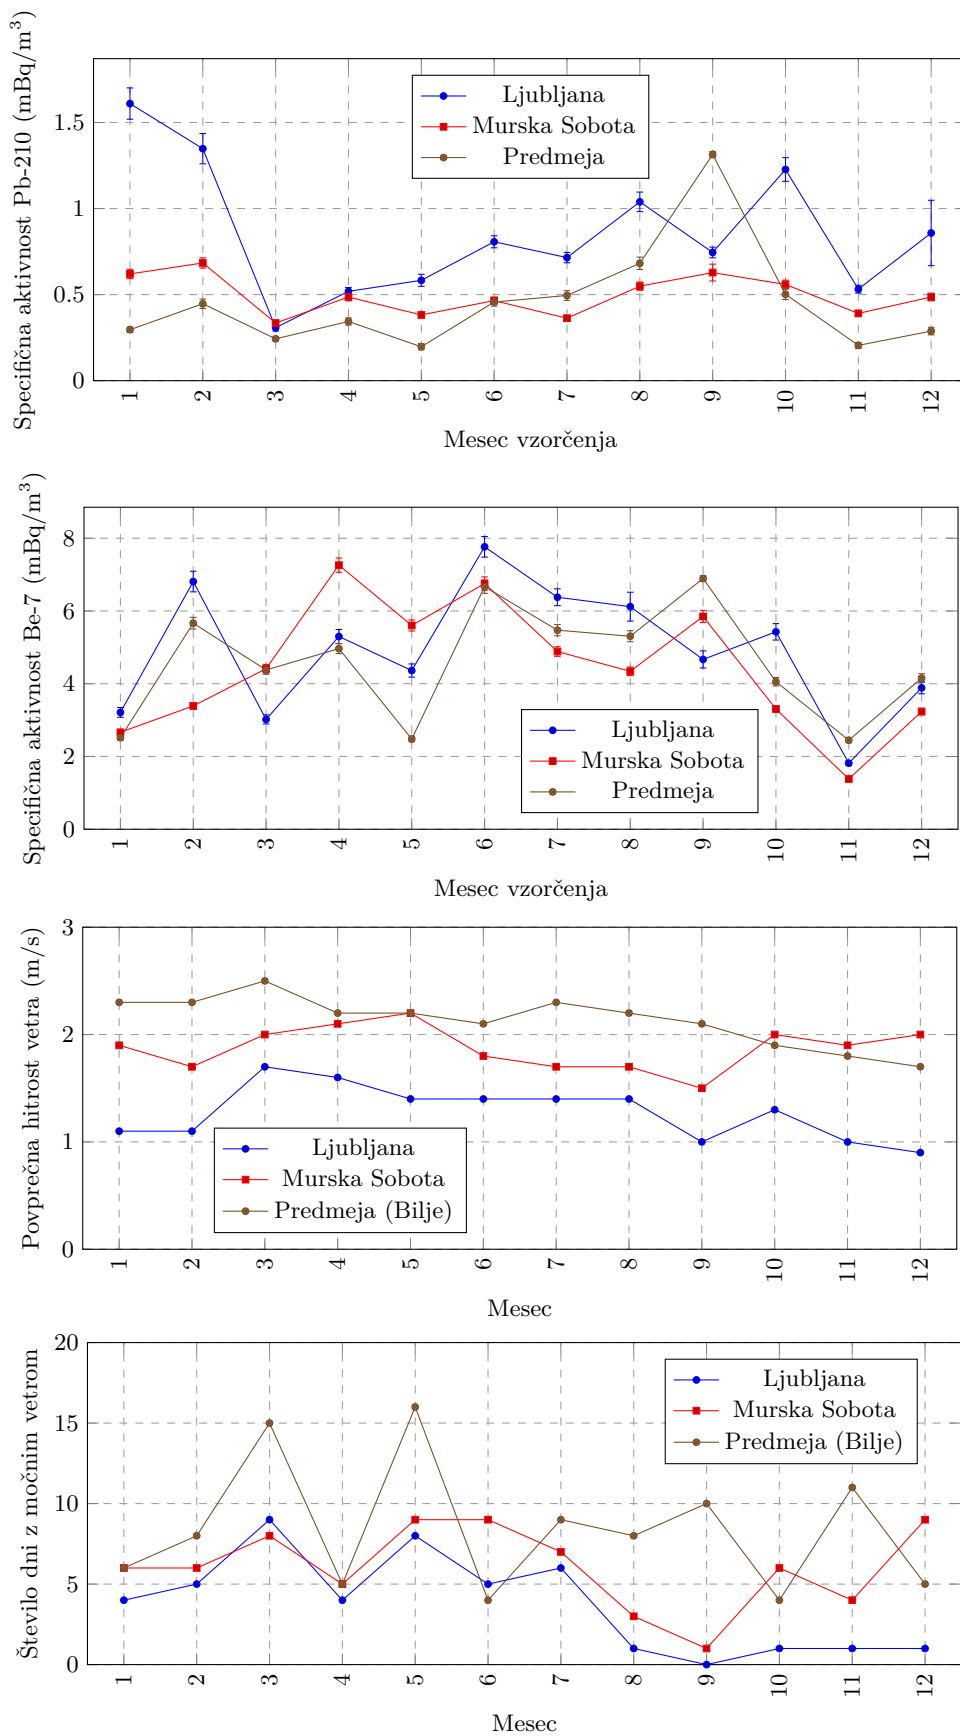 Specifična aktivnost Pb-210 (mBq/m³)
1.5
1
0.5
0
Ljubljana
Murska Sobota
Predmeja
1 2 3 4 5 6 7 8 9 10 11 12
Mesec vzorčenja
Specifična aktivnost Be-7 (mBq/m³)
8
6
4
2
0
Ljubljana
Murska Sobota
Predmeja
1 2 3 4 5 6 7 8 9 10 11 12
Mesec vzorčenja
Povprečna hitrost vetra (m/s)
3
2
1
0
Ljubljana
Murska Sobota
Predmeja (Bilje)
1 2 3 4 5 6 7 8 9 10 11 12
Mesec
Število dni z močnim vetrom
20
15
10
5
0
Ljubljana
Murska Sobota
Predmeja (Bilje)
1 2 3 4 5 6 7 8 9 10 11 12
Mesec